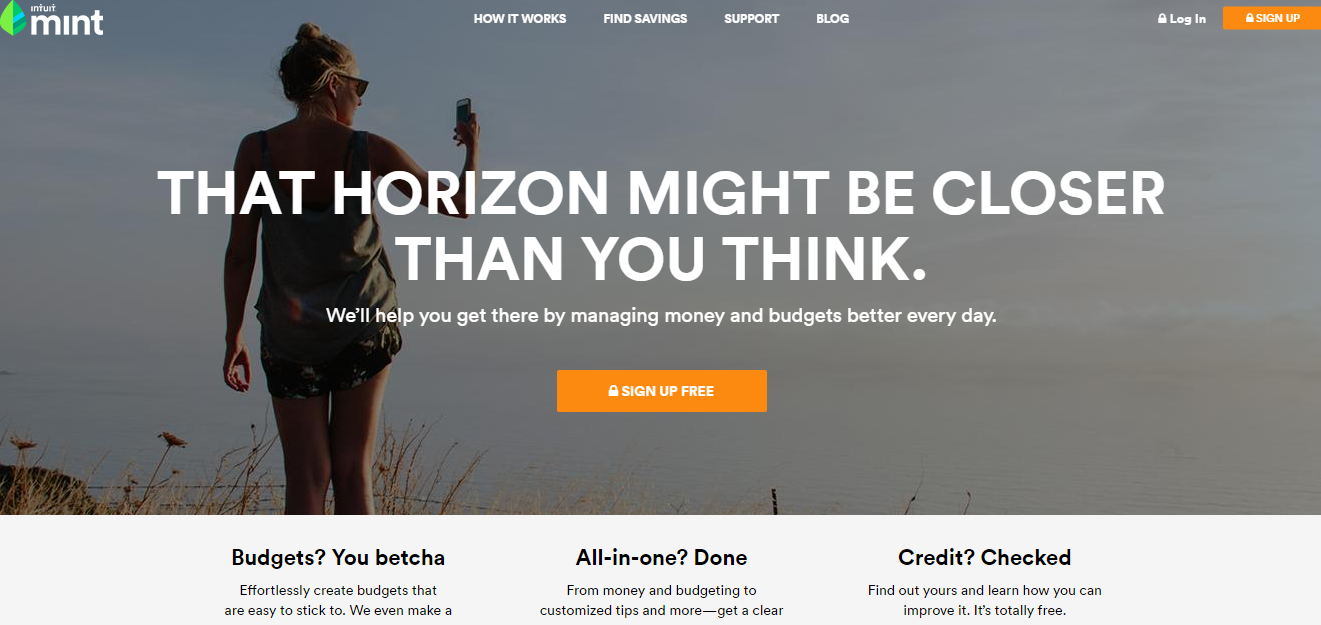 intuit
mint
HOW IT WORKS
FIND SAVINGS
SUPPORT
BLOG
Log In
SIGN UP
THAT HORIZON MIGHT BE CLOSER
THAN YOU THINK.
We’ll help you get there by managing money and budgets better every day.
SIGN UP FREE
Budgets? You betcha
Effortlessly create budgets that
are easy to stick to. We even make a
All-in-one? Done
From money and budgeting to
customized tips and more—get a clear
Credit? Checked
Find out yours and learn how you can
improve it. It’s totally free.